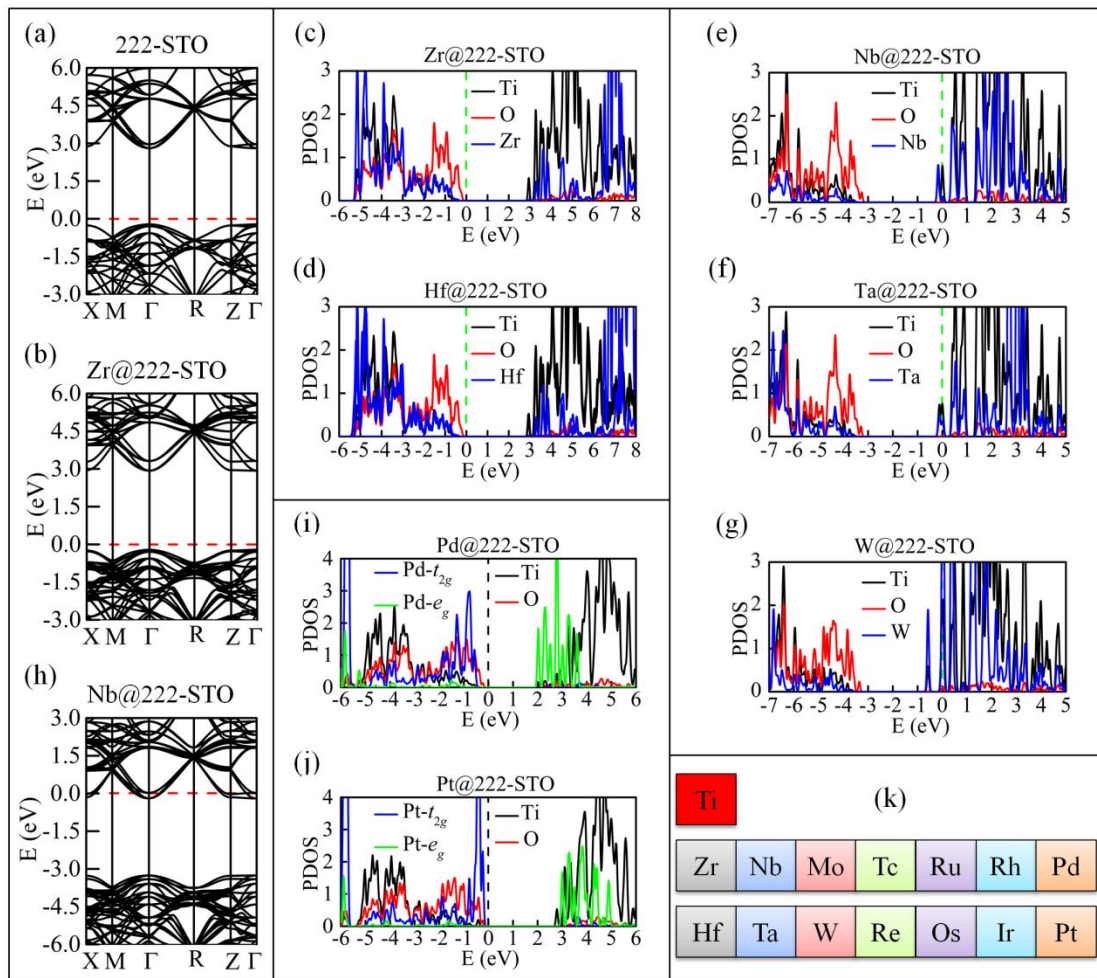 (a)
222-STO
E (eV)
6.0
4.5
3.0
1.5
0.0
-1.5
-3.0
X M Γ R Z Γ
(b)
Zr@222-STO
E (eV)
6.0
4.5
3.0
1.5
0.0
-1.5
-3.0
X M Γ R Z Γ
(h)
Nb@222-STO
E (eV)
3.0
1.5
0.0
-1.5
-3.0
-4.5
-6.0
X M Γ R Z Γ
(c)
Zr@222-STO
PDOS
3
2
1
0
Ti
O
Zr
-6 -5 -4 -3 -2 -1 0 1 2 3 4 5 6 7 8
E (eV)
(d)
Hf@222-STO
PDOS
3
2
1
0
Ti
O
Hf
-6 -5 -4 -3 -2 -1 0 1 2 3 4 5 6 7 8
E (eV)
(i)
Pd@222-STO
PDOS
4
3
2
1
0
Pd-t2g
Pd-eg
Ti
O
-6 -5 -4 -3 -2 -1 0 1 2 3 4 5 6
E (eV)
(j)
Pt@222-STO
PDOS
4
3
2
1
0
Pt-t2g
Pt-eg
Ti
O
-6 -5 -4 -3 -2 -1 0 1 2 3 4 5 6
E (eV)
(e)
Nb@222-STO
PDOS
3
2
1
0
Ti
O
Nb
-7 -6 -5 -4 -3 -2 -1 0 1 2 3 4 5
E (eV)
(f)
Ta@222-STO
PDOS
3
2
1
0
Ti
O
Ta
-7 -6 -5 -4 -3 -2 -1 0 1 2 3 4 5
E (eV)
(g)
W@222-STO
PDOS
3
2
1
0
Ti
O
W
-7 -6 -5 -4 -3 -2 -1 0 1 2 3 4 5
E (eV)
Ti
(k)
Zr Nb Mo Tc Ru Rh Pd
Hf Ta W Re Os Ir Pt